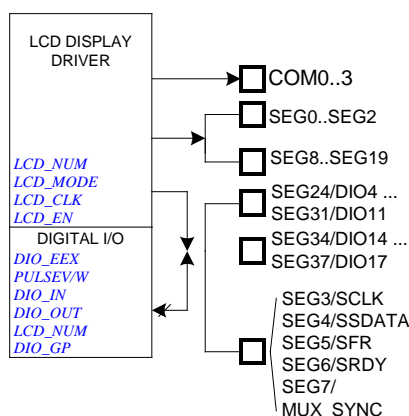 LCD DISPLAY
DRIVER
LCD_NUM
LCD_MODE
LCD_CLK
LCD_EN
DIGITAL I/O
DIO_EEX
PULSEV/W
DIO_IN
DIO_OUT
LCD_NUM
DIO_GP
COM0..3
SEG0..SEG2
SEG8..SEG19
SEG24/DIO4 ...
SEG31/DIO11
SEG34/DIO14 ...
SEG37/DIO17
SEG3/SCLK
SEG4/SSDATA
SEG5/SFR
SEG6/SRDY
SEG7/
MUX_SYNC